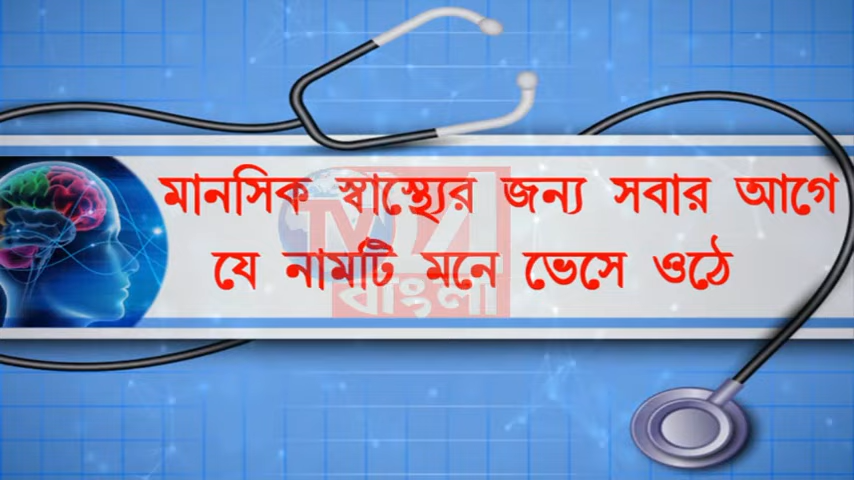 মানসিক স্বাস্থ্যের জন্য সবার আগে
যে নামটি মনে ভেসে ওঠে
বাংলা